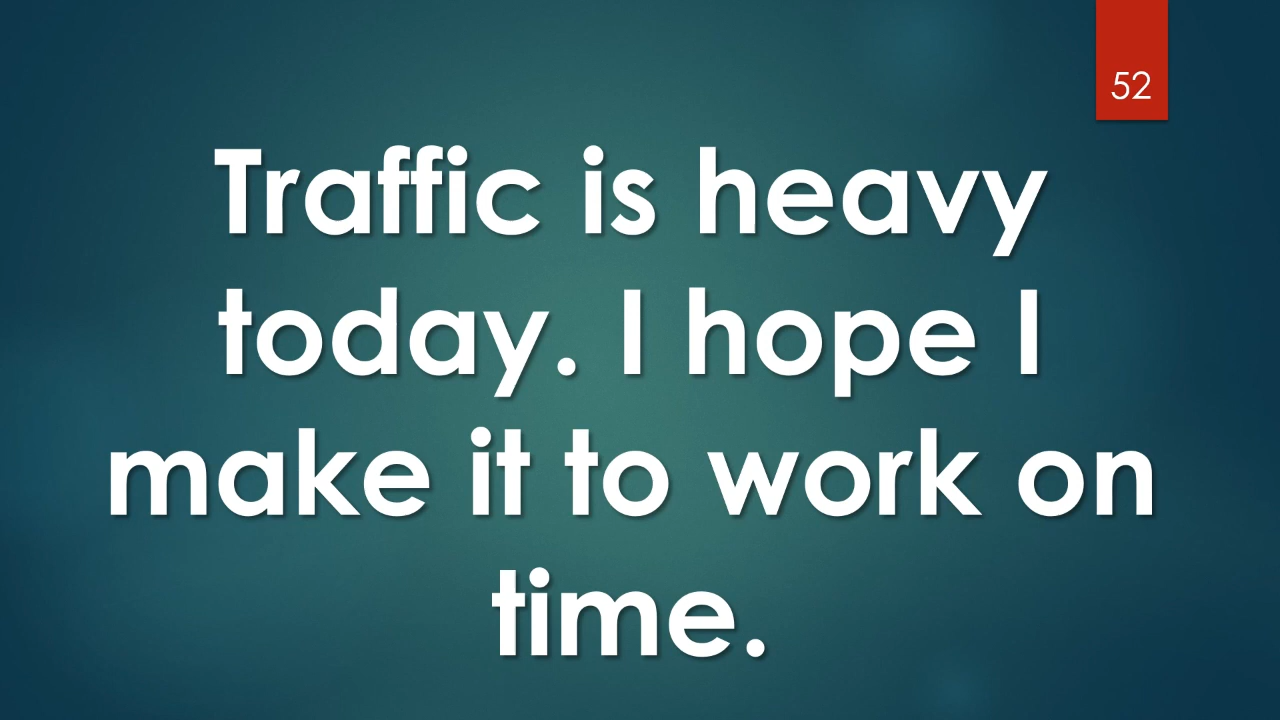 52
Traffic is heavy
today. I hope I
make it to work on
time.